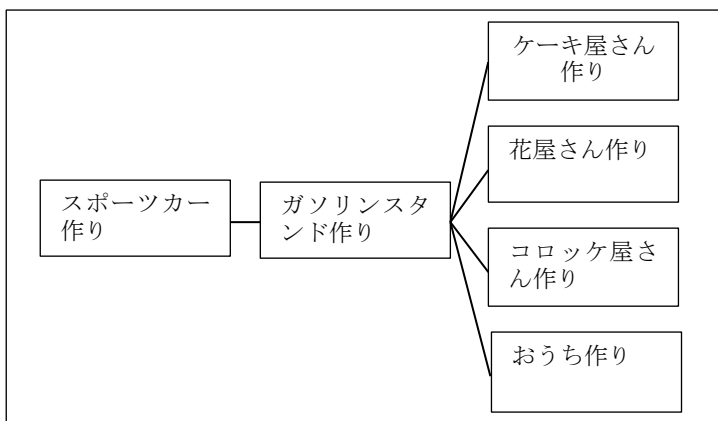 ケーキ屋さん
作り
花屋さん作り
スポーツカー
作り
ガソリンスタ
ンド作り
コロッケ屋さ
ん作り
おうち作り